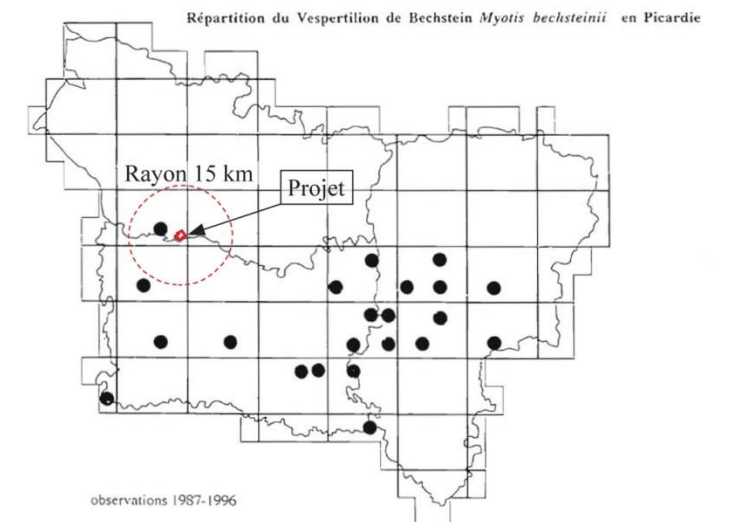 Répartition du Vespertilion de Bechstein Myotis bechsteinii en Picardie
Rayon 15 km
Projet
observations 1987-1996